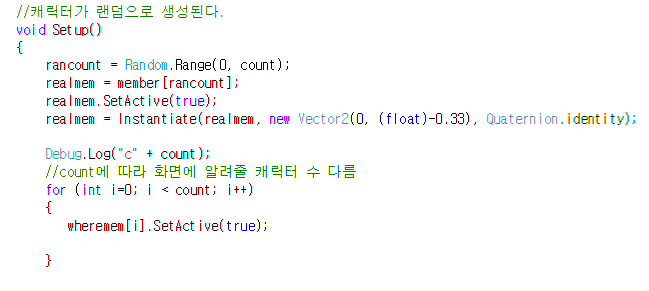 //캐릭터가 랜덤으로 생성된다.
void Setup()
{
rancount = Random.Range(0, count);
realmem = member[rancount];
realmem.SetActive(true);
realmem = Instantiate(realmem, new Vector2(0, (float)-0.33), Quaternion.identity);
Debug.Log("c" + count);
//count에 따라 화면에 알려줄 캐릭터 수 다름
for (int i=0; i < count; i++)
{
wheremem[i].SetActive(true);
}